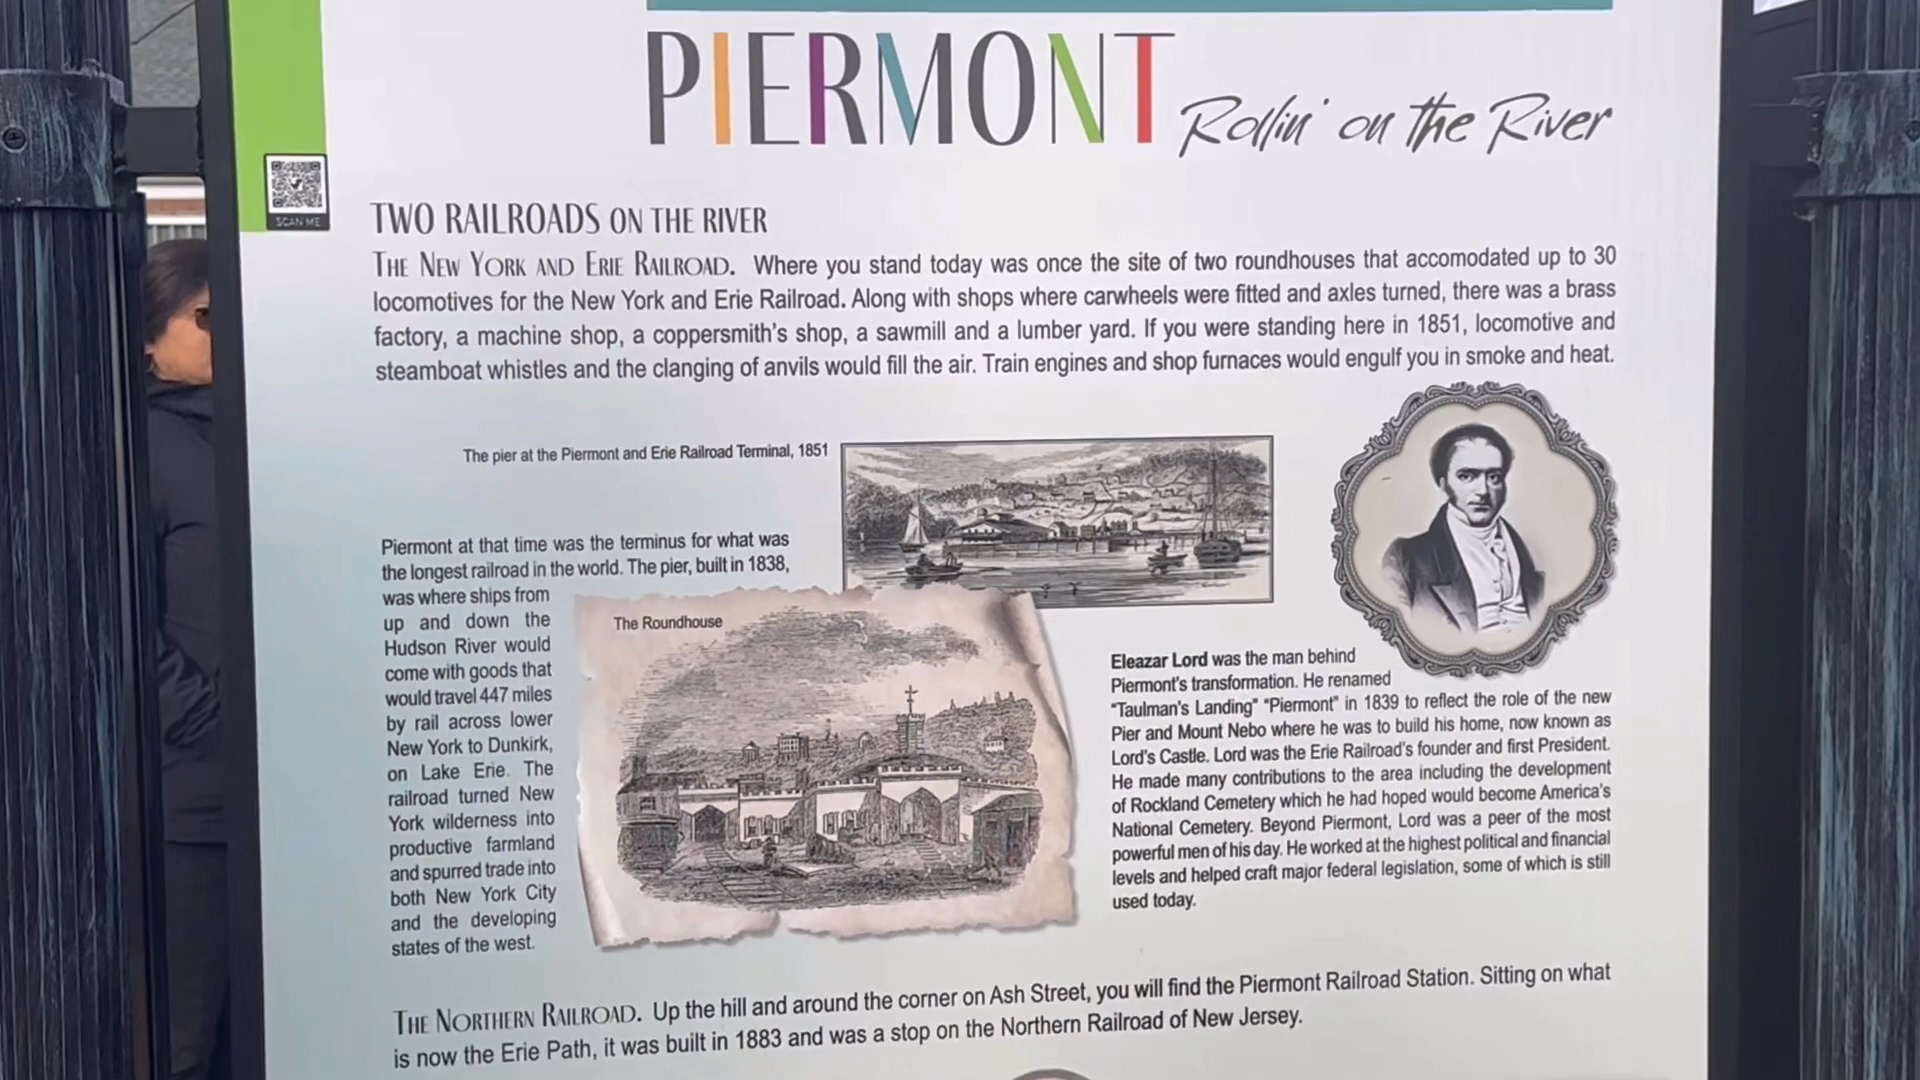 PIERMONT Rollin' on the River
SCAN ME
TWO RAILROADS ON THE RIVER
THE NEW YORK AND ERIE RAILROAD. Where you stand today was once the site of two roundhouses that accomodated up to 30
locomotives for the New York and Erie Railroad. Along with shops where carwheels were fitted and axles turned, there was a brass
factory, a machine shop, a coppersmith's shop, a sawmill and a lumber yard. If you were standing here in 1851, locomotive and
steamboat whistles and the clanging of anvils would fill the air. Train engines and shop furnaces would engulf you in smoke and heat.
The pier at the Piermont and Erie Railroad Terminal, 1851
Piermont at that time was the terminus for what was
the longest railroad in the world. The pier, built in 1838,
was where ships from
up and down the
Hudson River would
come with goods that
would travel 447 miles
by rail across lower
New York to Dunkirk,
on Lake Erie. The
railroad turned New
York wilderness into
productive farmland
and spurred trade into
both New York City
and the developing
states of the west.
The Roundhouse
Eleazar Lord was the man behind
Piermont's transformation. He renamed
"Taulman's Landing" "Piermont" in 1839 to reflect the role of the new
Pier and Mount Nebo where he was to build his home, now known as
Lord's Castle. Lord was the Erie Railroad's founder and first President.
He made many contributions to the area including the development
of Rockland Cemetery which he had hoped would become America's
National Cemetery. Beyond Piermont, Lord was a peer of the most
powerful men of his day. He worked at the highest political and financial
levels and helped craft major federal legislation, some of which is still
used today.
THE NORTHERN RAILROAD. Up the hill and around the corner on Ash Street, you will find the Piermont Railroad Station. Sitting on what
is now the Erie Path, it was built in 1883 and was a stop on the Northern Railroad of New Jersey.